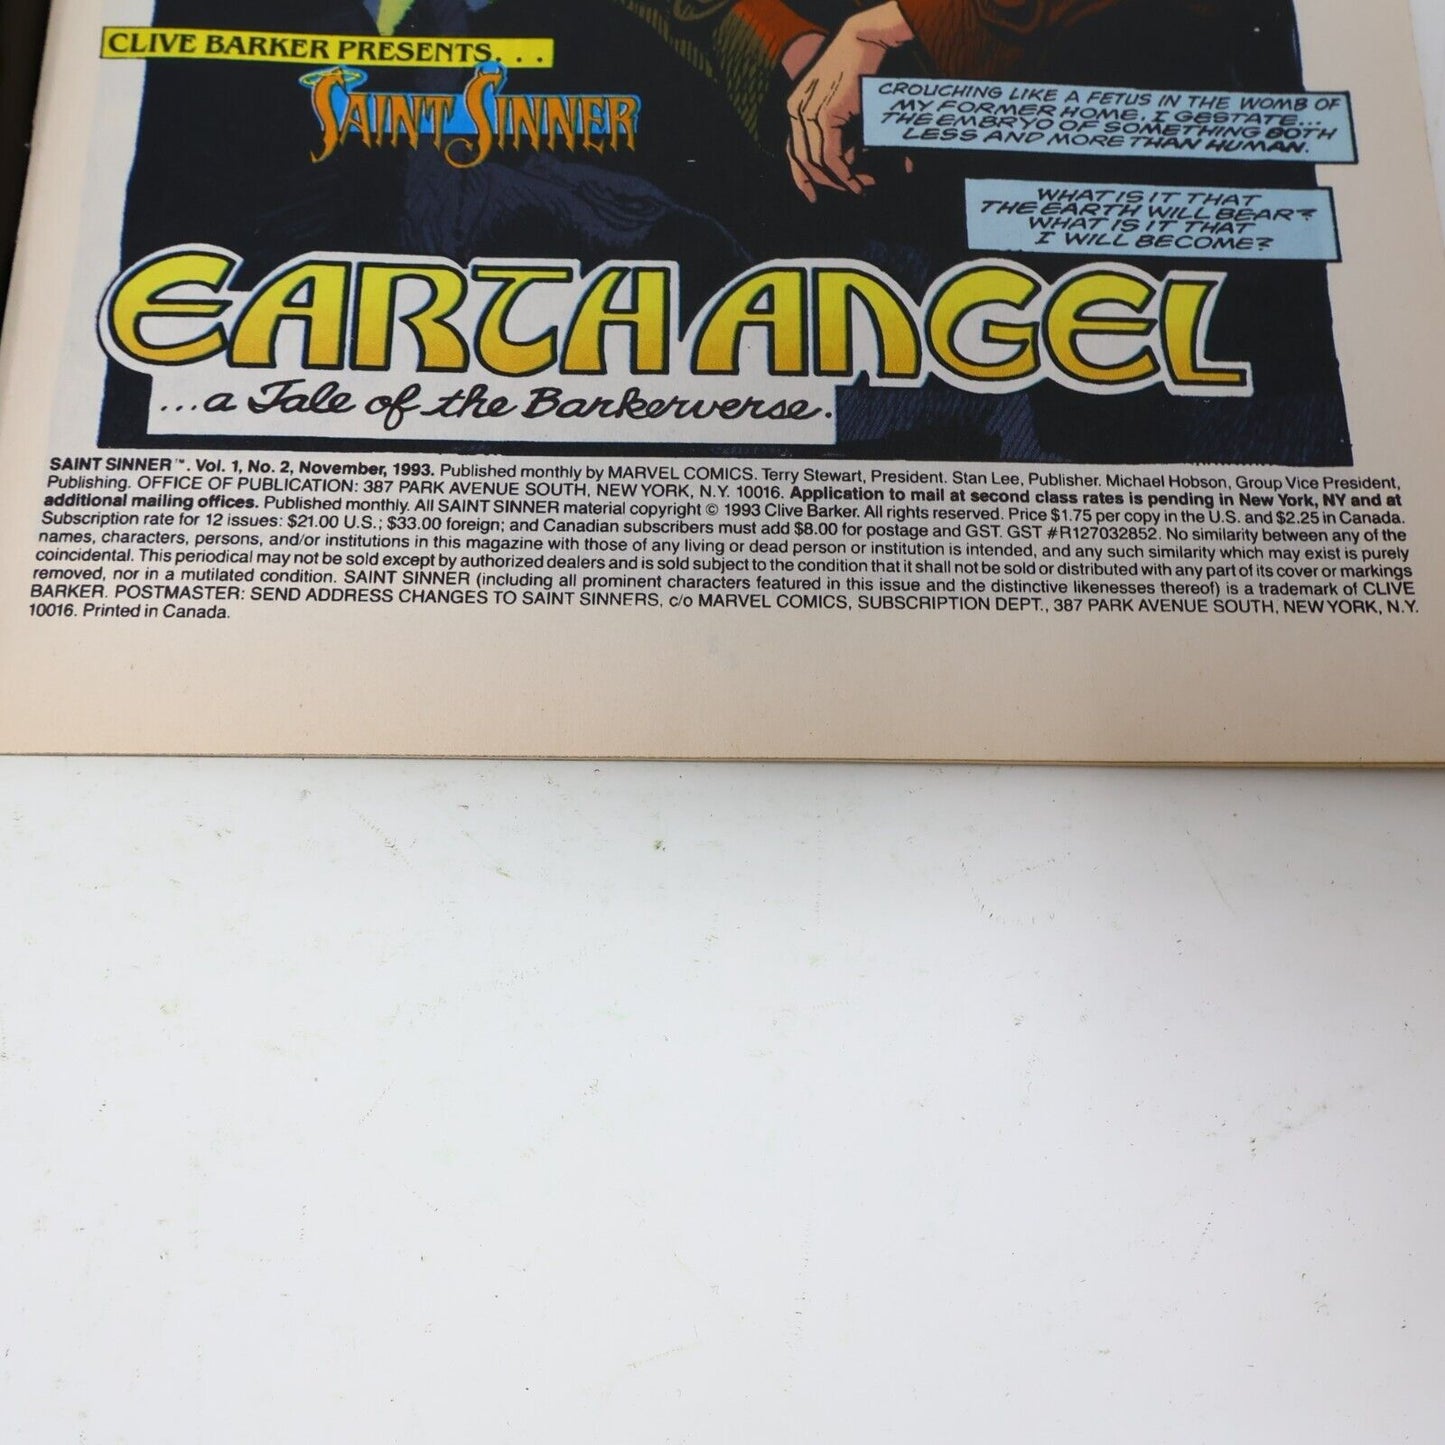 CLIVE BARKER PRESENTS. . .
SAINT SINNER
CROUCHING LIKE A FETUS IN THE WOMB OF
MY FORMER HOME, I GESTATE...
THE EMBRYO OF SOMETHING BOTH
LESS AND MORE THAN HUMAN.
WHAT IS IT THAT
THE EARTH WILL BEAR?
WHAT IS IT THAT
I WILL BECOME?
EARTH ANGEL
...a Tale of the Barkerverse.
SAINT SINNER™. Vol. 1, No. 2, November, 1993. Published monthly by MARVEL COMICS. Terry Stewart, President. Stan Lee, Publisher. Michael Hobson, Group Vice President,
Publishing. OFFICE OF PUBLICATION: 387 PARK AVENUE SOUTH, NEW YORK, N.Y. 10016. Application to mail at second class rates is pending in New York, NY and at
additional mailing offices. Published monthly. All SAINT SINNER material copyright © 1993 Clive Barker. All rights reserved. Price $1.75 per copy in the U.S. and $2.25 in Canada.
Subscription rate for 12 issues: $21.00 U.S.; $33.00 foreign; and Canadian subscribers must add $8.00 for postage and GST. GST #R127032852. No similarity between any of the
names, characters, persons, and/or institutions in this magazine with those of any living or dead person or institution is intended, and any such similarity which may exist is purely
coincidental. This periodical may not be sold except by authorized dealers and is sold subject to the condition that it shall not be sold or distributed with any part of its cover or markings
removed, nor in a mutilated condition. SAINT SINNER (including all prominent characters featured in this issue and the distinctive likenesses thereof) is a trademark of CLIVE
BARKER. POSTMASTER: SEND ADDRESS CHANGES TO SAINT SINNERS, c/o MARVEL COMICS, SUBSCRIPTION DEPT., 387 PARK AVENUE SOUTH, NEW YORK, N.Y.
10016. Printed in Canada.